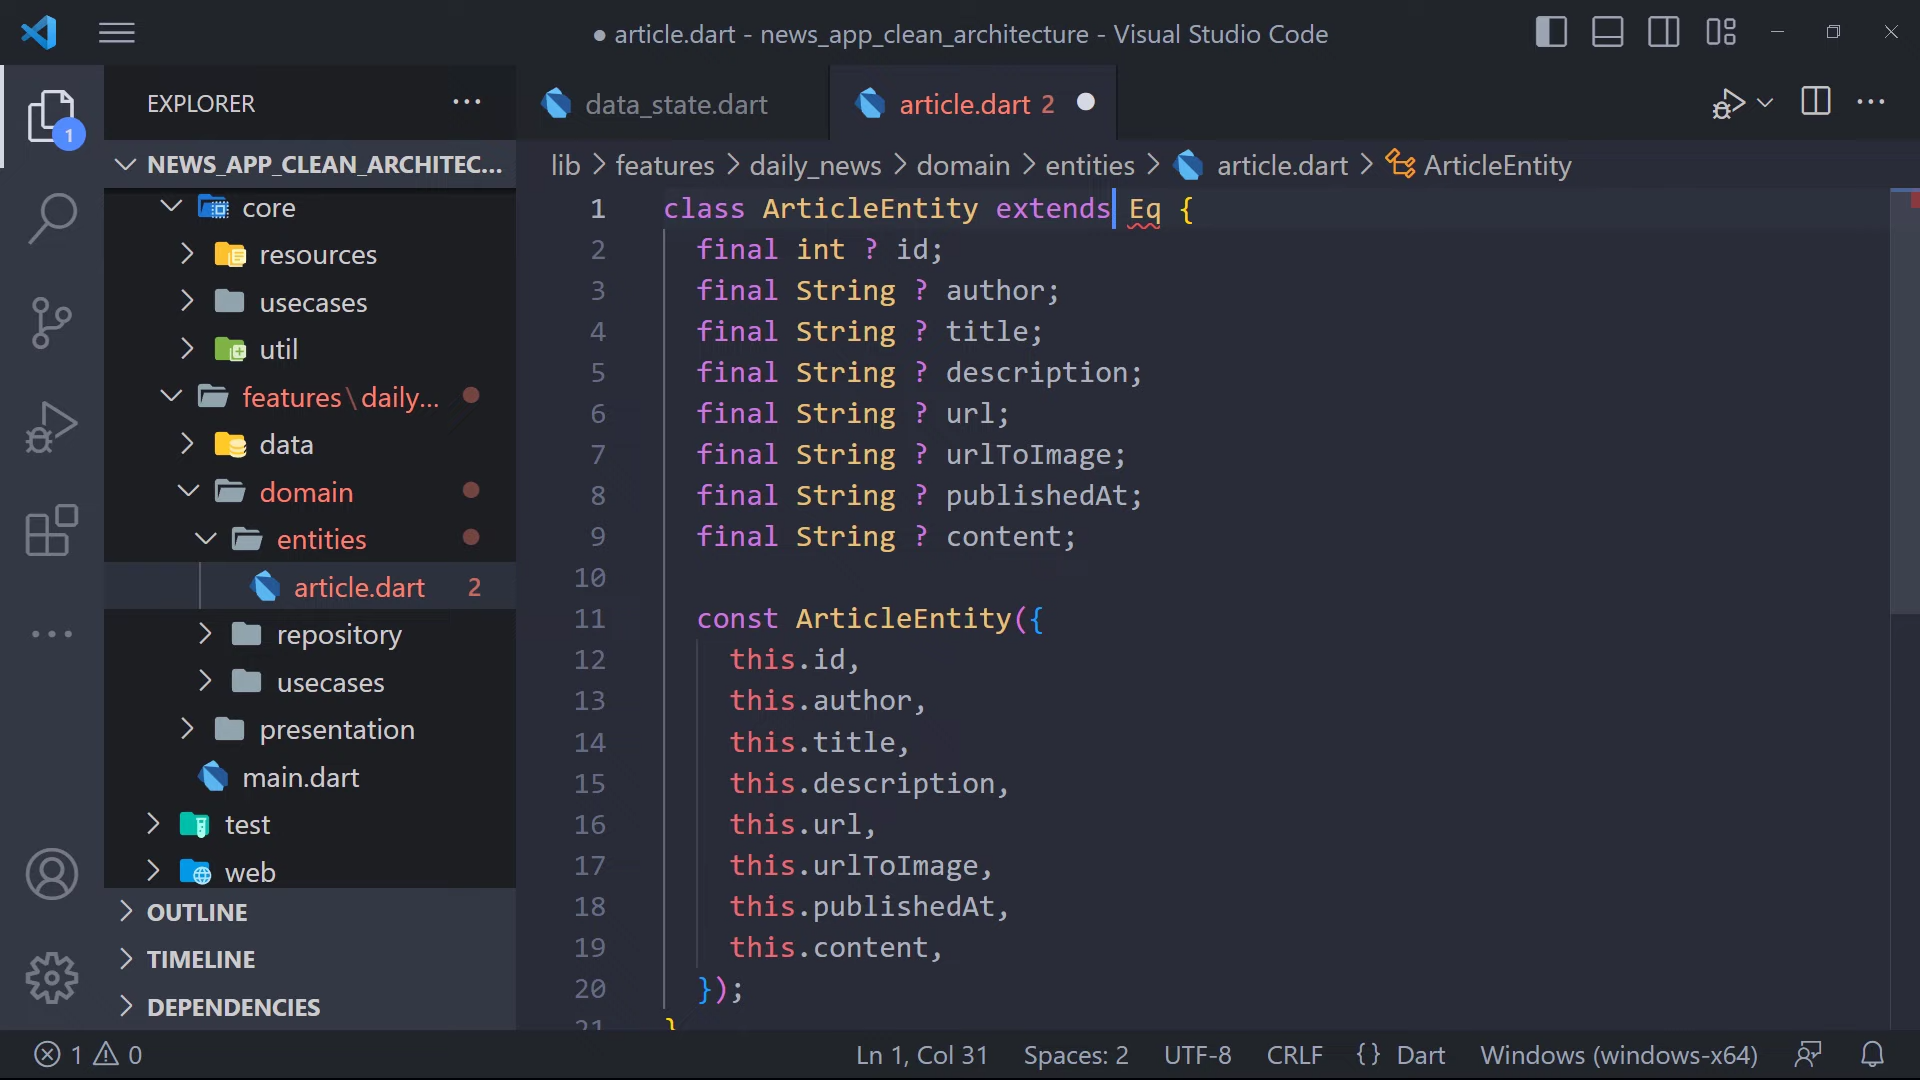 ● article.dart - news_app_clean_architecture - Visual Studio Code
1
EXPLORER
NEWS_APP_CLEAN_ARCHITEC...
core
resources
usecases
util
features\daily...
data
domain
entities
article.dart 2
repository
usecases
presentation
main.dart
test
web
OUTLINE
TIMELINE
DEPENDENCIES
data_state.dart
article.dart 2
lib > features > daily_news > domain > entities > article.dart > ArticleEntity
1 class ArticleEntity extends Eq {
2 final int ? id;
3 final String ? author;
4 final String ? title;
5 final String ? description;
6 final String ? url;
7 final String ? urlToImage;
8 final String ? publishedAt;
9 final String ? content;
10
11 const ArticleEntity({
12 this.id,
13 this.author,
14 this.title,
15 this.description,
16 this.url,
17 this.urlToImage,
18 this.publishedAt,
19 this.content,
20 });
21 }
1 0 Ln 1, Col 31 Spaces: 2 UTF-8 CRLF {} Dart Windows (windows-x64)